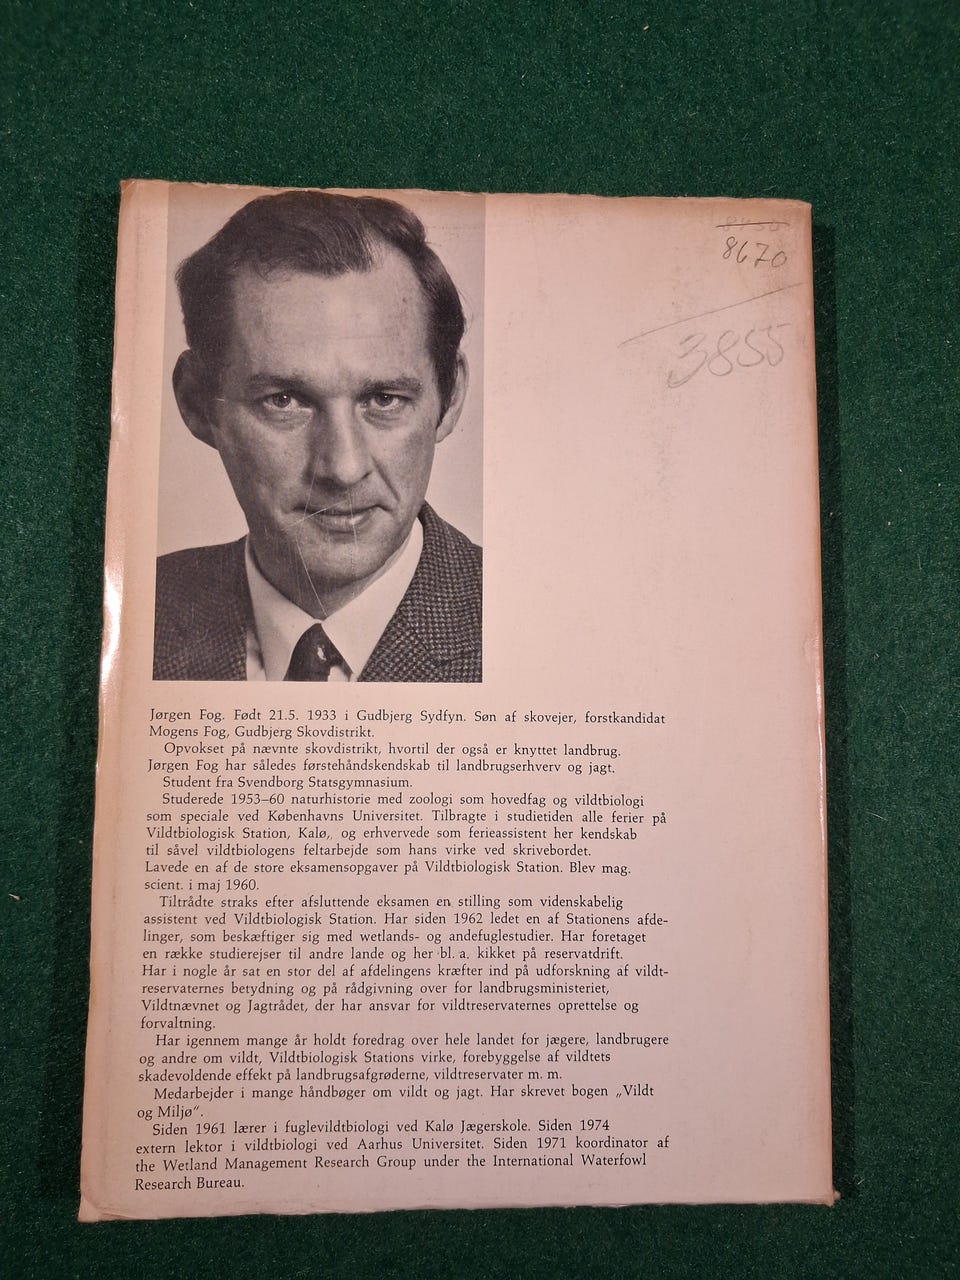 8670
3855
Jørgen Fog. Født 21.5. 1933 i Gudbjerg Sydfyn. Søn af skovejer, forstkandidat
Mogens Fog, Gudbjerg Skovdistrikt.
Opvokset på nævnte skovdistrikt, hvortil der også er knyttet landbrug.
Jørgen Fog har således førstehåndskendskab til landbrugserhverv og jagt.
Student fra Svendborg Statsgymnasium.
Studerede 1953–60 naturhistorie med zoologi som hovedfag og vildtbiologi
som speciale ved Københavns Universitet. Tilbragte i studietiden alle ferier på
Vildtbiologisk Station, Kalø, og erhvervede som ferieassistent her kendskab
til såvel vildtbiologens feltarbejde som hans virke ved skrivebordet.
Lavede en af de store eksamensopgaver på Vildtbiologisk Station. Blev mag.
scient. i maj 1960.
Tiltrådte straks efter afsluttende eksamen en stilling som videnskabelig
assistent ved Vildtbiologisk Station. Har siden 1962 ledet en af Stationens afde-
linger, som beskæftiger sig med wetlands- og andefuglestudier. Har foretaget
en række studierejser til andre lande og her bl. a. kikket på reservatdrift.
Har i nogle år sat en stor del af afdelingens kræfter ind på udforskning af vildt-
reservaternes betydning og på rådgivning over for landbrugsministeriet,
Vildtnævnet og Jagtrådet, der har ansvar for vildtreservaternes oprettelse og
forvaltning.
Har igennem mange år holdt foredrag over hele landet for jægere, landbrugere
og andre om vildt, Vildtbiologisk Stations virke, forebyggelse af vildtets
skadevoldende effekt på landbrugsafgrøderne, vildtreservater m. m.
Medarbejder i mange håndbøger om vildt og jagt. Har skrevet bogen „Vildt
og Miljø".
Siden 1961 lærer i fuglevildtbiologi ved Kalø Jægerskole. Siden 1974
extern lektor i vildtbiologi ved Aarhus Universitet. Siden 1971 koordinator af
the Wetland Management Research Group under the International Waterfowl
Research Bureau.